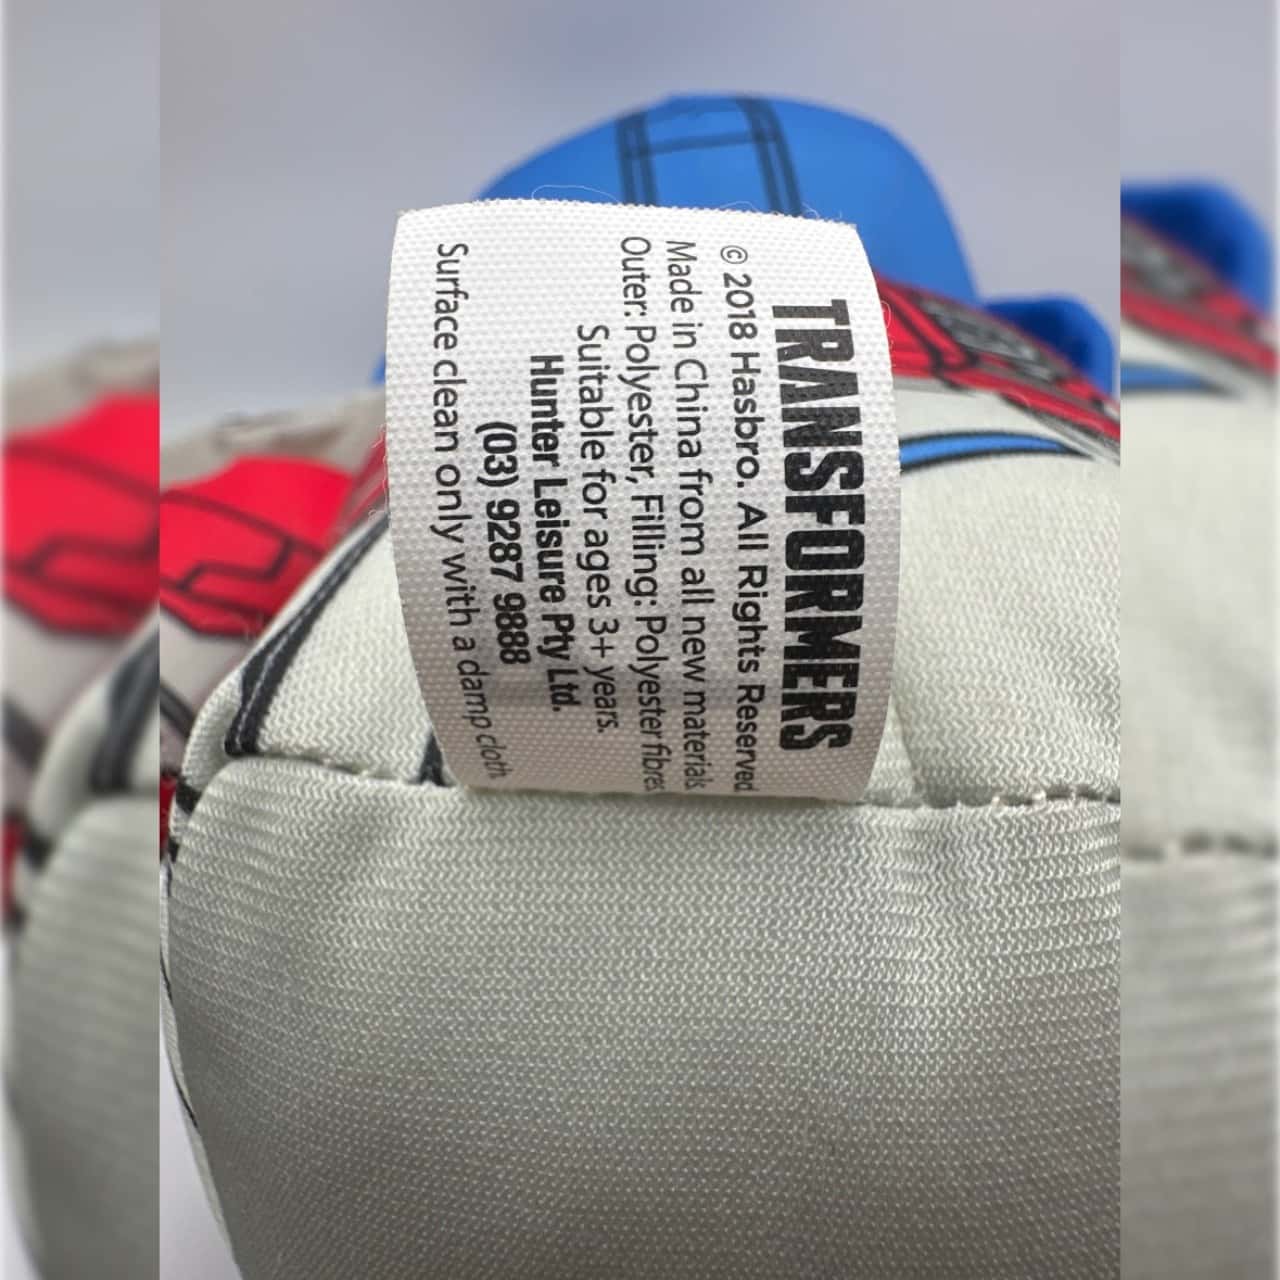 TRANSFORMERS
© 2018 Hasbro. All Rights Reserved
Made in China from all new materials
Outer: Polyester, Filling: Polyester fibres
Suitable for ages 3+ years.
Hunter Leisure Pty Ltd.
(03) 9287 9888
Surface clean only with a damp cloth